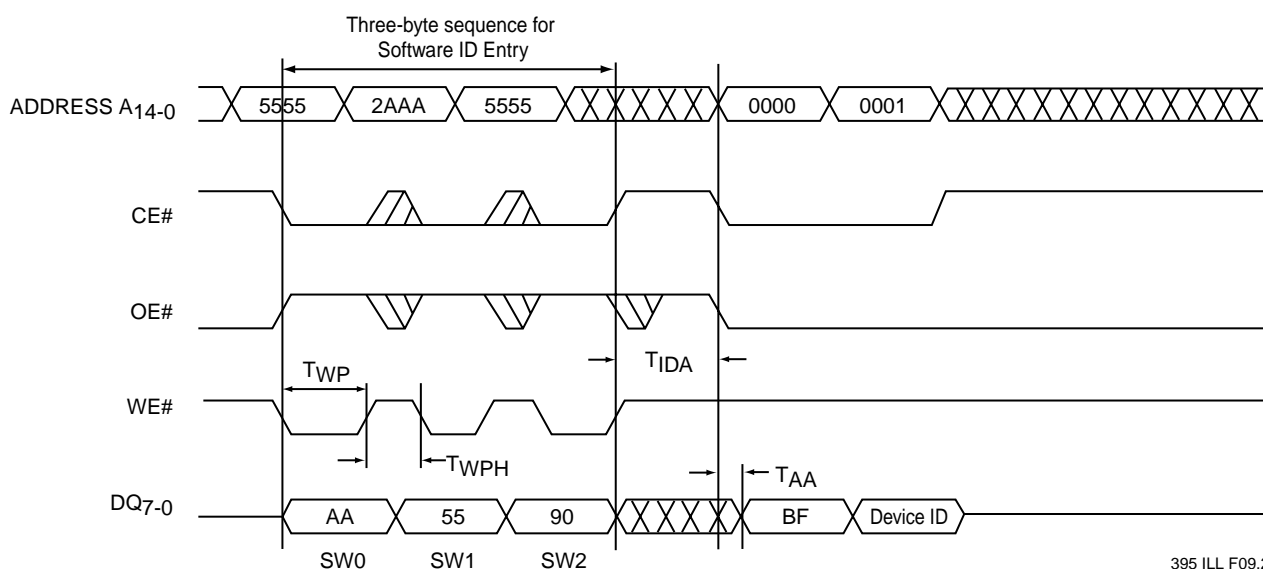 Three-byte sequence for
Software ID Entry
ADDRESS A14-0
5555
2AAA
5555
0000
0001
CE#
OE#
TWP
TIDA
WE#
TWPH
TAA
DQ7-0
AA
55
90
BF
Device ID
SW0
SW1
SW2
395 ILL F09.2